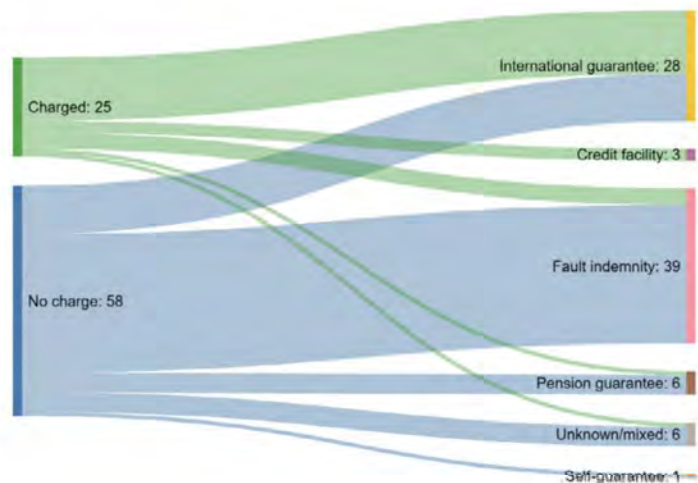 International guarantee: 28
Charged: 25
Credit facility: 3
Fault indemnity: 39
No charge: 58
Pension guarantee: 6
Unknown/mixed: 6
Self-guarantee: 1